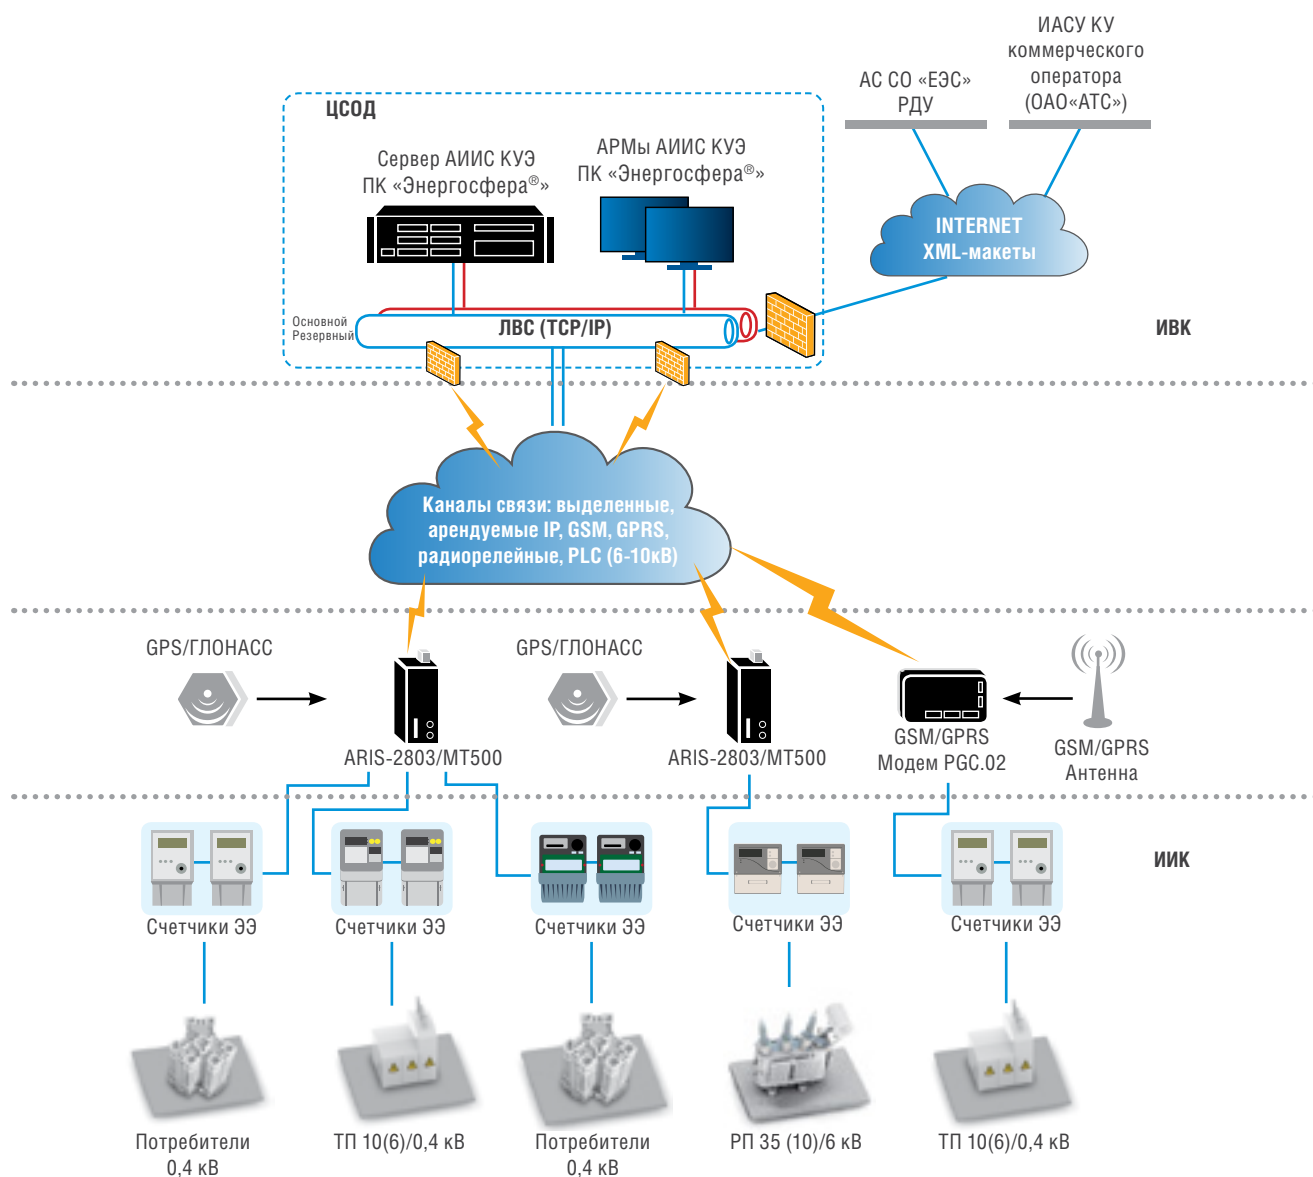 ИАСУ КУ
коммерческого
оператора
(ОАО«АТС»)
АС СО «ЕЭС»
РДУ
ЦСОД
Сервер АИИС КУЭ
ПК «Энергосфера®»
АРМы АИИС КУЭ
ПК «Энергосфера®»
INTERNET
XML-макеты
Основной
Резервный
ЛВС (TCP/IP)
ИВК
Каналы связи: выделенные,
арендуемые IP, GSM, GPRS,
радиорелейные, PLC (6-10кВ)
GPS/ГЛОНАСС
GPS/ГЛОНАСС
ARIS-2803/MT500
ARIS-2803/MT500
GSM/GPRS
Модем PGC.02
GSM/GPRS
Антенна
ИИК
Счетчики ЭЭ
Счетчики ЭЭ
Счетчики ЭЭ
Счетчики ЭЭ
Счетчики ЭЭ
Потребители
0,4 кВ
ТП 10(6)/0,4 кВ
Потребители
0,4 кВ
РП 35 (10)/6 кВ
ТП 10(6)/0,4 кВ